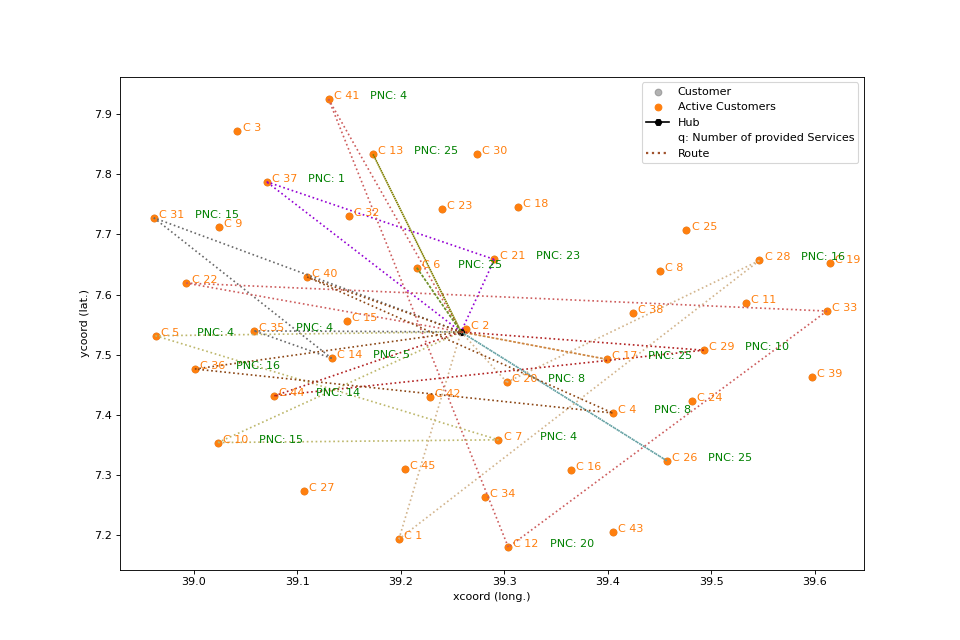 Customer
Active Customers
Hub
q: Number of provided Services
Route
C 41 PNC: 4
C 3
C 13 PNC: 25
C 30
C 37 PNC: 1
C 23
C 18
C 31 PNC: 15
C 32
C 9
C 25
C 21 PNC: 23
C 28 PNC: 16
C 19
C 6 PNC: 25
C 8
C 40
C 22
C 11
C 38
C 33
C 15
C 2
C 5 PNC: 4
C 35 PNC: 4
C 29 PNC: 10
C 14 PNC: 5
C 17 PNC: 25
C 36 PNC: 16
C 20 PNC: 8
C 39
C 44 PNC: 14
C 42
C 24
C 4 PNC: 8
C 10 PNC: 15
C 7 PNC: 4
C 26 PNC: 25
C 45
C 16
C 27
C 34
C 1
C 43
C 12 PNC: 20
7.9
7.8
7.7
7.6
7.5
7.4
7.3
7.2
ycoord (lat.)
39.0 39.1 39.2 39.3 39.4 39.5 39.6
xcoord (long.)